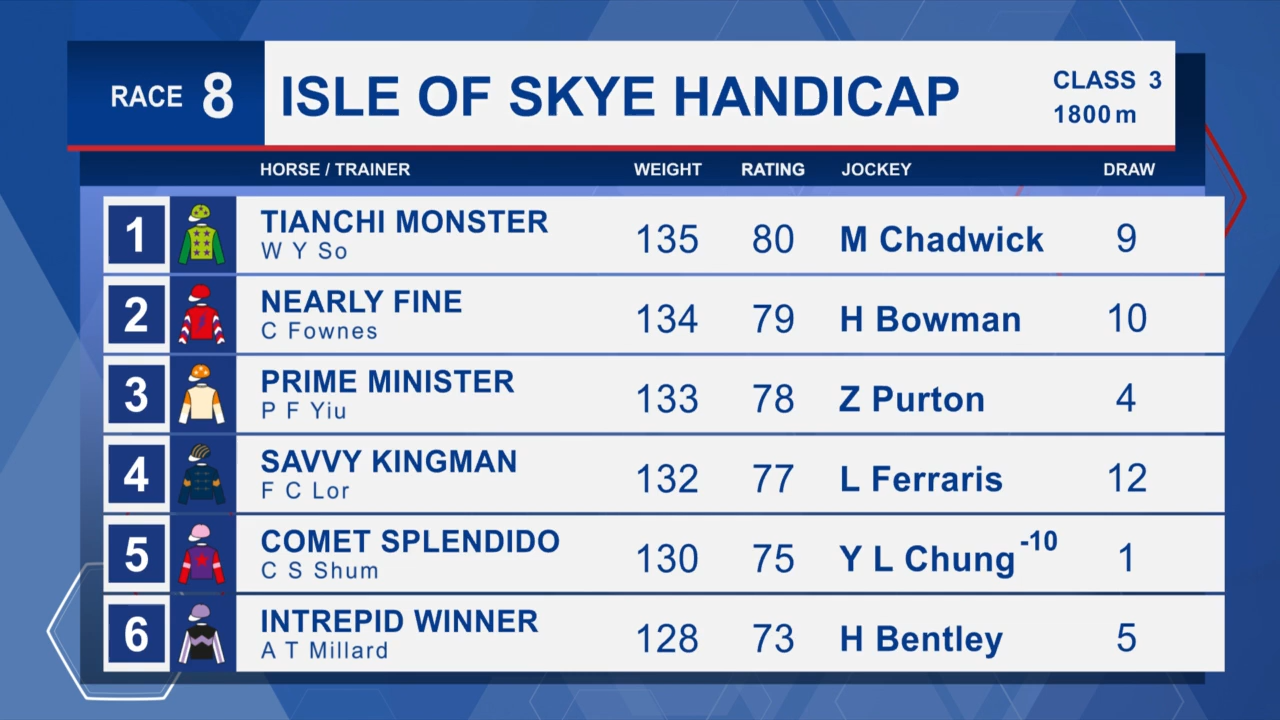 RACE 8 ISLE OF SKYE HANDICAP CLASS 3
1800m
HORSE / TRAINER WEIGHT RATING JOCKEY DRAW
1 TIANCHI MONSTER 135 80 M Chadwick 9
W Y So
2 NEARLY FINE 134 79 H Bowman 10
C Fownes
3 PRIME MINISTER 133 78 Z Purton 4
P F Yiu
4 SAVVY KINGMAN 132 77 L Ferraris 12
F C Lor
5 COMET SPLENDIDO 130 75 Y L Chung -10 1
C S Shum
6 INTREPID WINNER 128 73 H Bentley 5
A T Millard